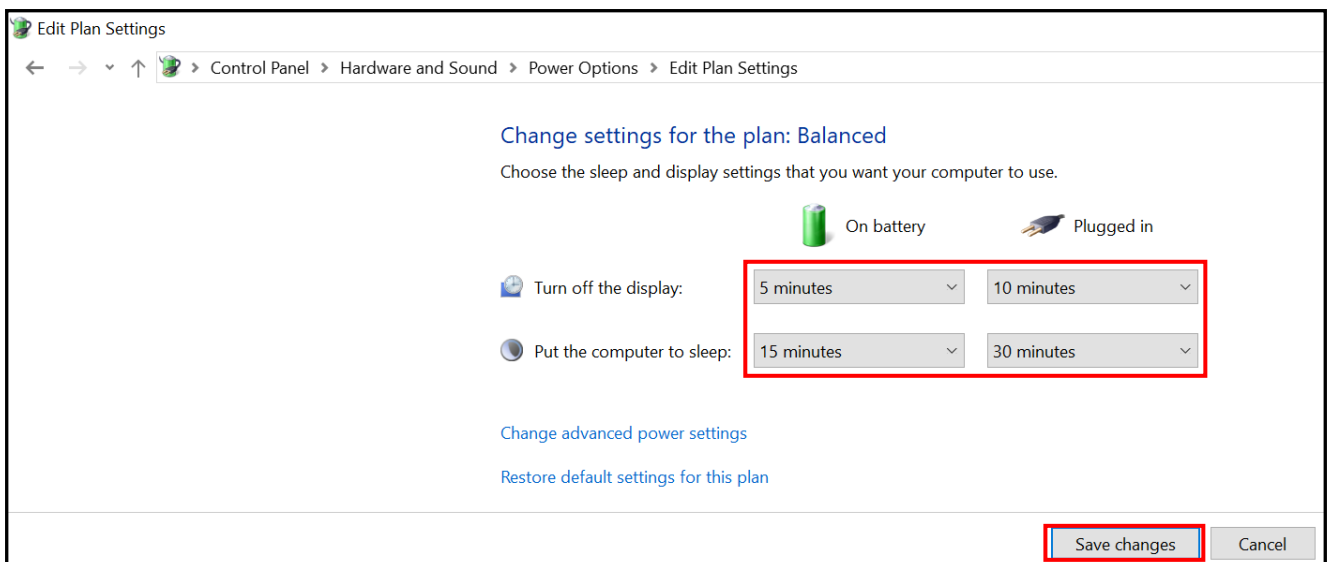 Edit Plan Settings
Control Panel > Hardware and Sound > Power Options > Edit Plan Settings
Change settings for the plan: Balanced
Choose the sleep and display settings that you want your computer to use.
On battery Plugged in
Turn off the display: 5 minutes 10 minutes
Put the computer to sleep: 15 minutes 30 minutes
Change advanced power settings
Restore default settings for this plan
Save changes Cancel